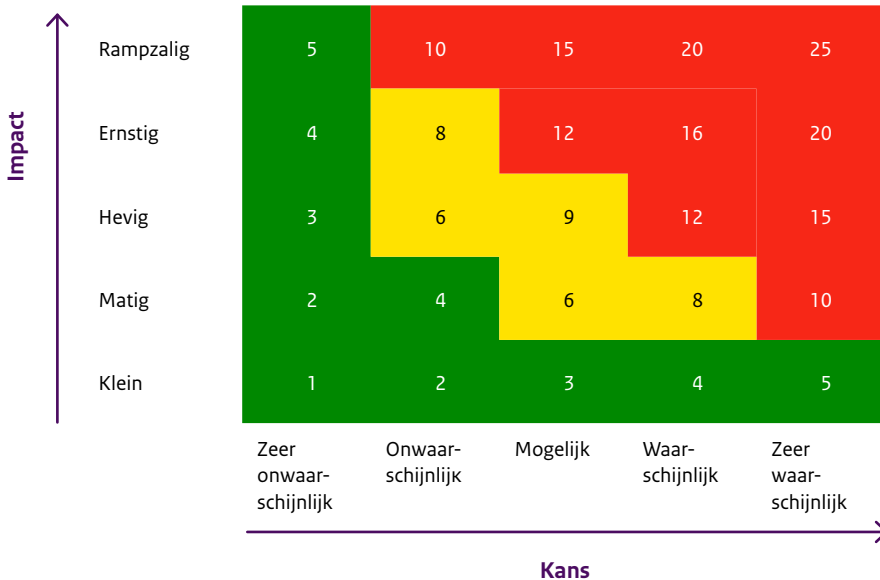 Impact
Rampzalig 5 10 15 20 25
Ernstig 4 8 12 16 20
Hevig 3 6 9 12 15
Matig 2 4 6 8 10
Klein 1 2 3 4 5
Zeer
onwaar-
schijnlijk
Onwaar-
schijnlijk
Mogelijk
Waar-
schijnlijk
Zeer
waar-
schijnlijk
Kans